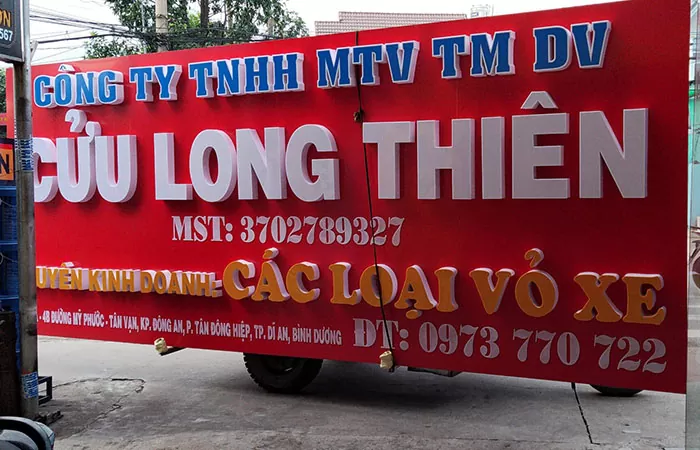 567
CÔNG TY TNHH MTV TM DV
CỬU LONG THIÊN
MST: 3702789327
CÁC LOẠI VỎ XE
KINH DOANH:
4B ĐƯỜNG MỸ PHƯỚC - TÂN VẠN, KP. ĐÔNG AN, P. TÂN ĐÔNG HIỆP, TP. DĨ AN, BÌNH DƯƠNG
ĐT: 0973 770 722